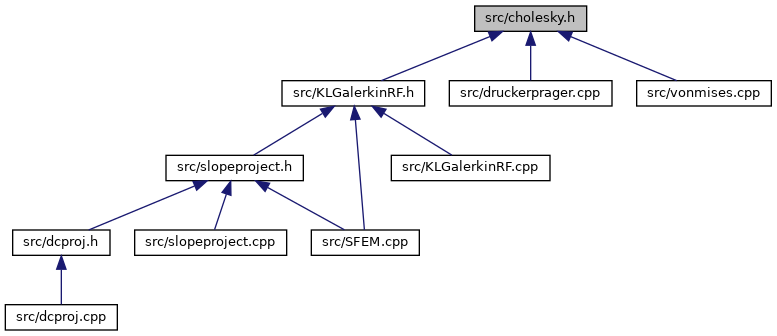 src/cholesky.h
src/KLGalerkinRF.h
src/druckerprager.cpp
src/vonmises.cpp
src/slopeproject.h
src/KLGalerkinRF.cpp
src/dcproj.h
src/slopeproject.cpp
src/SFEM.cpp
src/dcproj.cpp